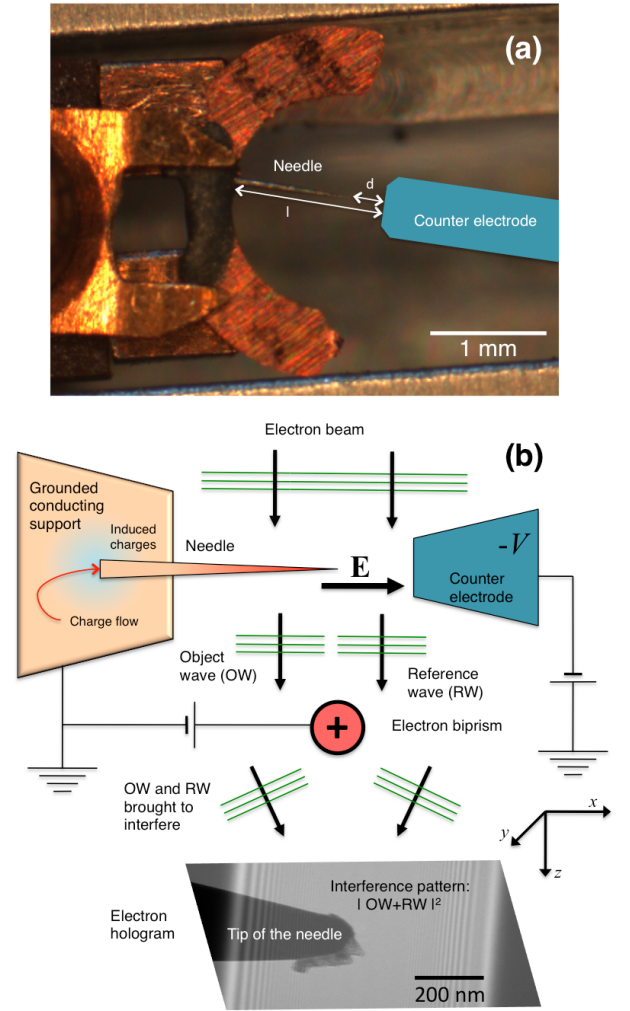 (a)
Needle
d
l
Counter electrode
1 mm
Electron beam
(b)
Grounded
conducting
support
Induced
charges
Needle
E
-V
Counter
electrode
Charge flow
Object
wave (OW)
Reference
wave (RW)
+
Electron biprism
OW and RW
brought to
interfere
x
y
z
Interference pattern:
| OW+RW |²
Electron
hologram
Tip of the needle
200 nm